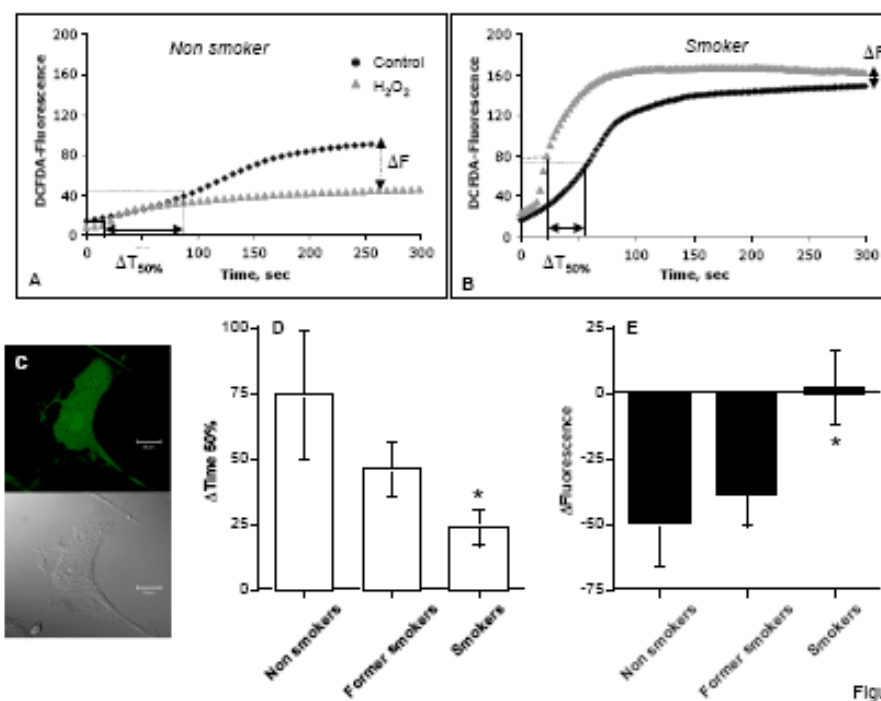 Non smoker
Control
H₂O₂
DCFDA-Fluorescence
200
160
120
80
40
0
ΔF
0
50
100
150
200
250
300
ΔT50%
Time, sec
A
Smoker
DCFDA-Fluorescence
200
160
120
80
40
0
ΔF
0
50
100
150
200
250
300
ΔT50%
Time, sec
B
C
D
ΔTime 50%
100
75
50
25
0
*
Non smokers
Former smokers
Smokers
E
ΔFluorescence
25
0
-25
-50
-75
*
Non smokers
Former smokers
Smokers
Figu